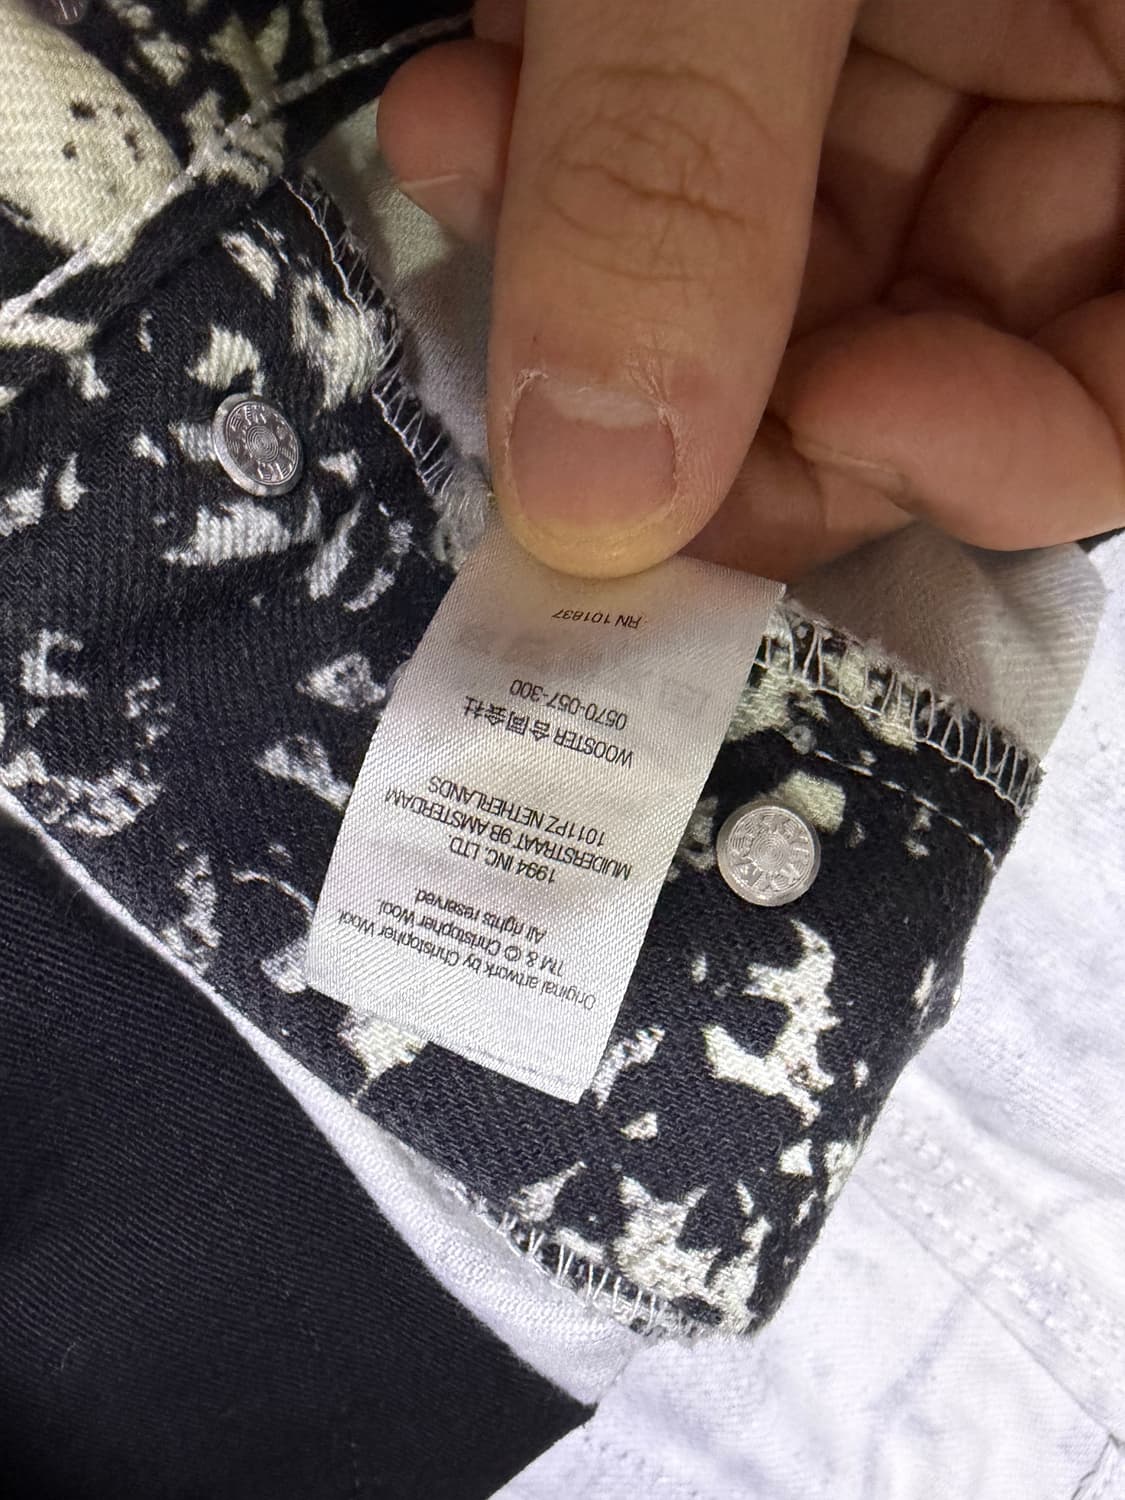 Original artwork by Christopher Wool
TM & © Christopher Wool.
All rights reserved.
1994 INC LTD
MUIDERSTRAAT 9B AMSTERDAM
1011PZ NETHERLANDS
WOOSTER 合同会社
0570-057-300
RN 101837